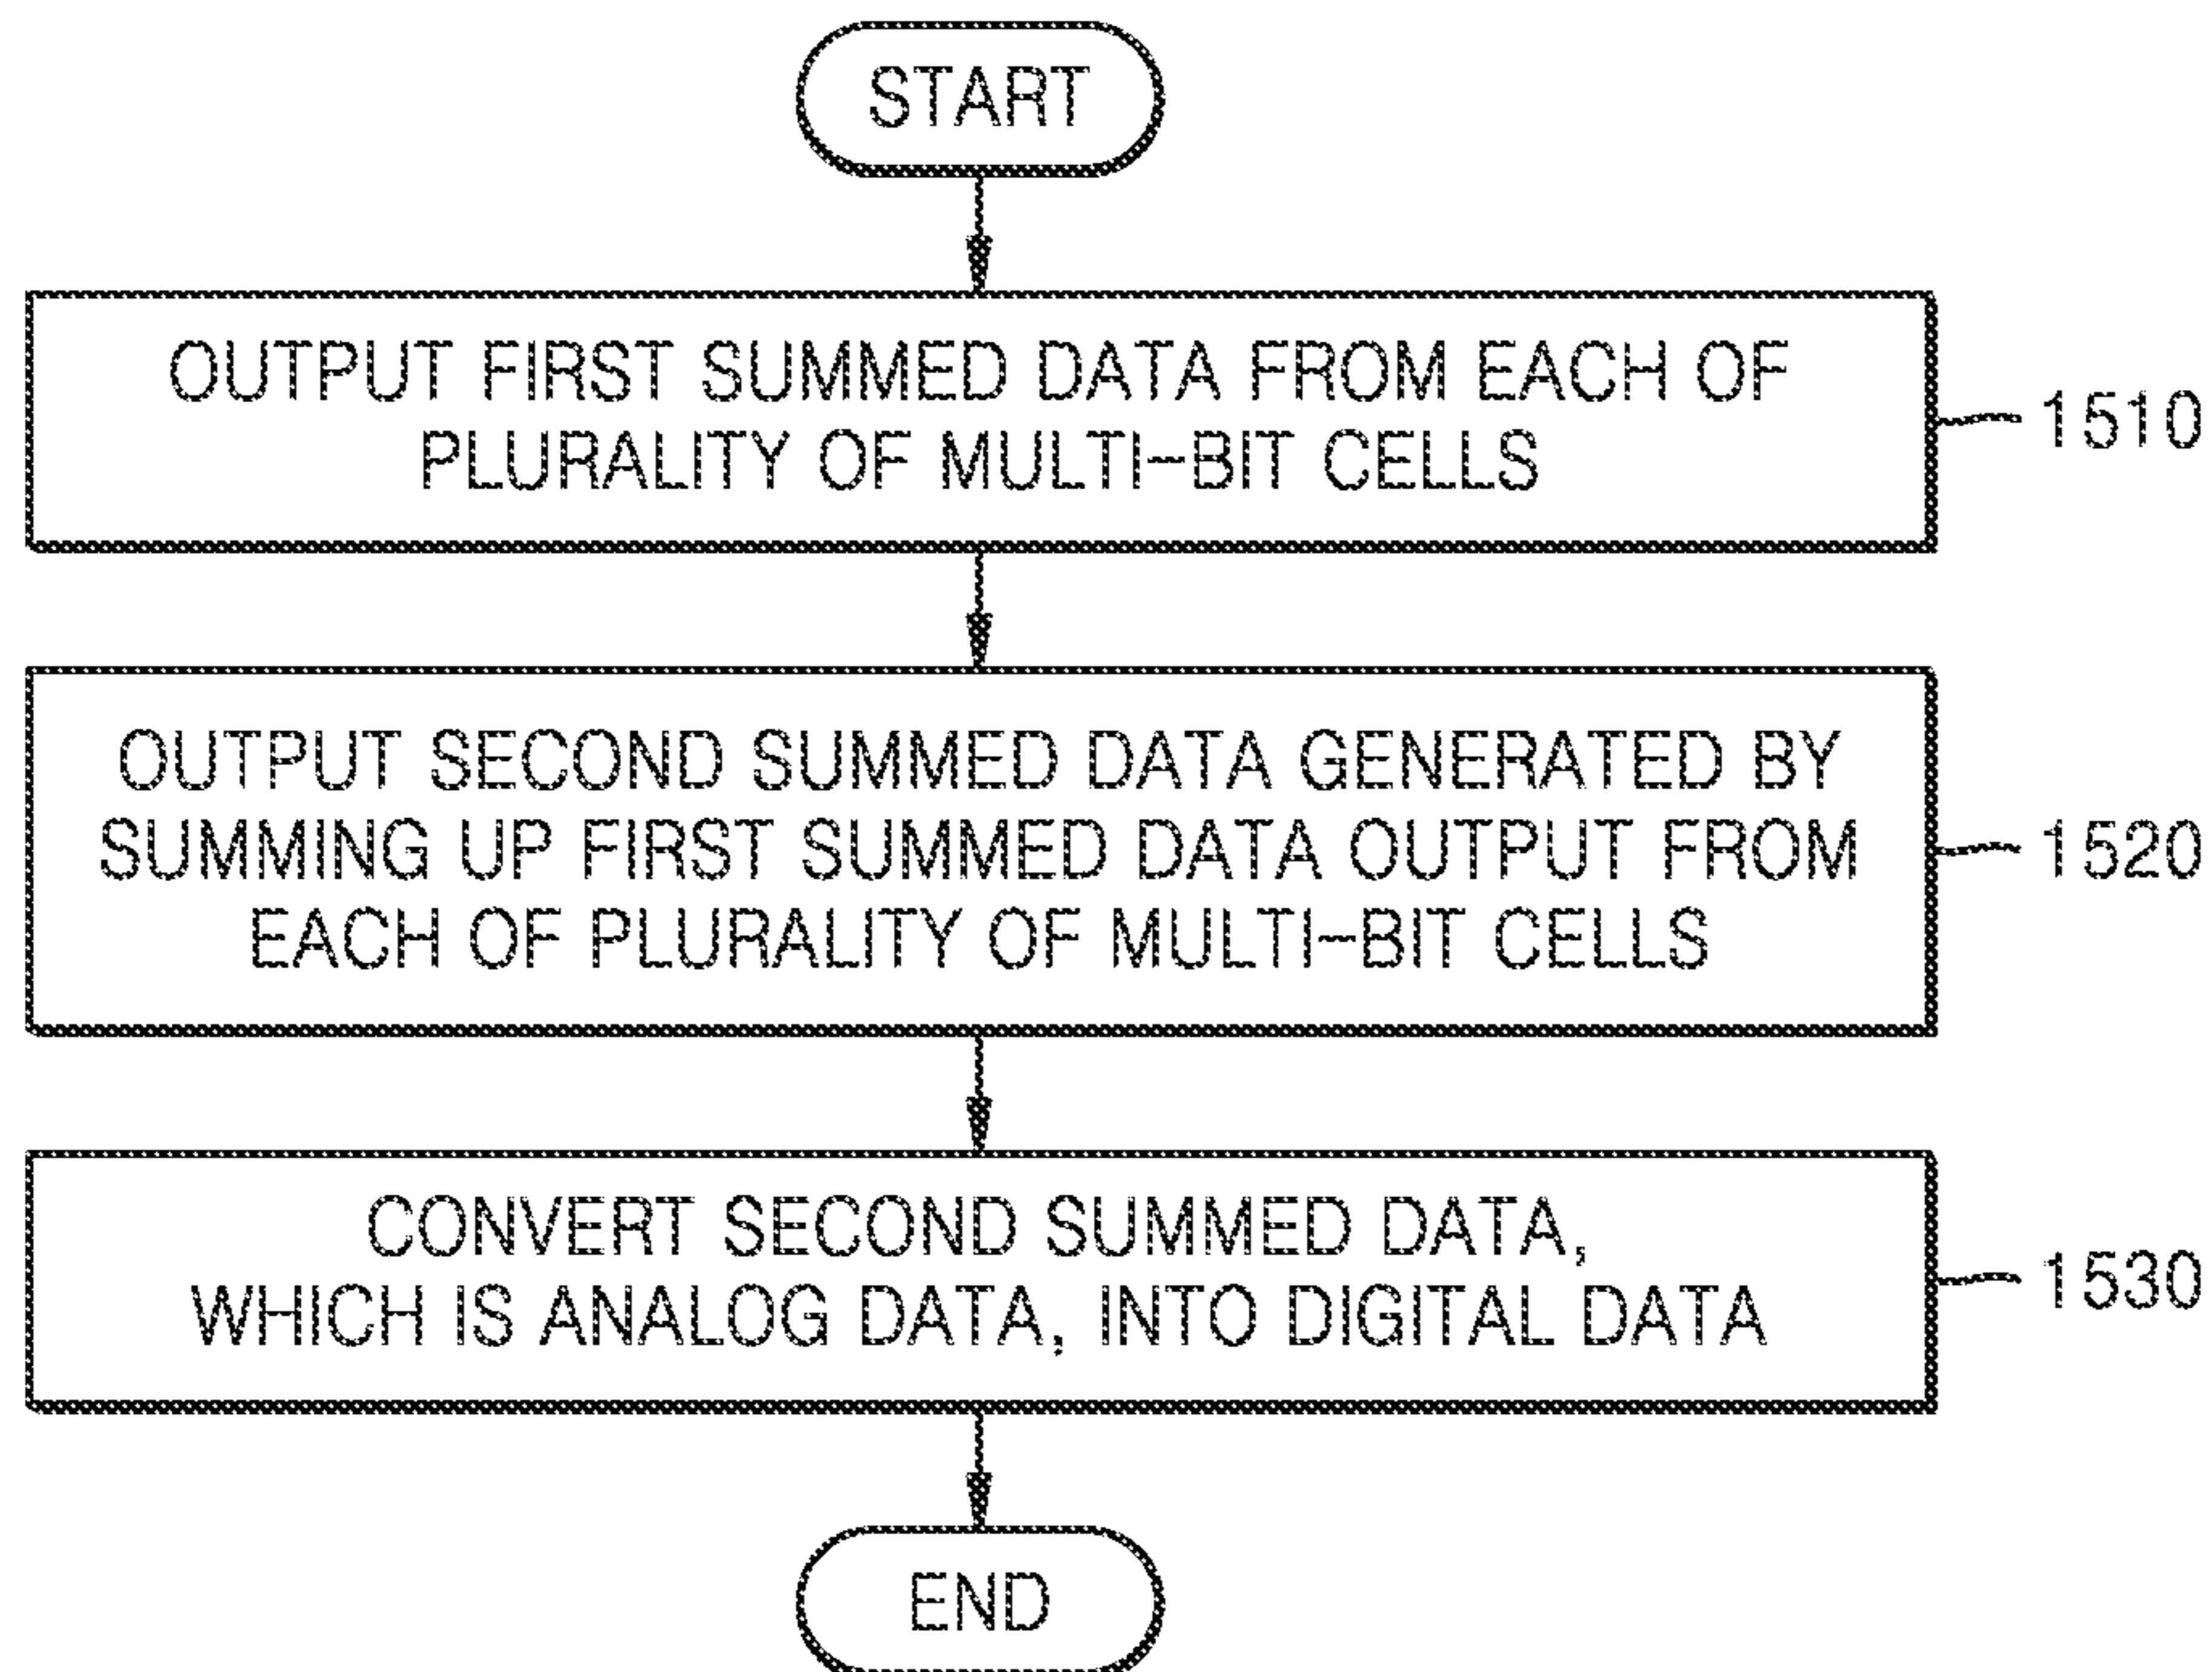 START
OUTPUT FIRST SUMMED DATA FROM EACH OF
PLURALITY OF MULTI-BIT CELLS
1510
OUTPUT SECOND SUMMED DATA GENERATED BY
SUMMING UP FIRST SUMMED DATA OUTPUT FROM
EACH OF PLURALITY OF MULTI-BIT CELLS
1520
CONVERT SECOND SUMMED DATA,
WHICH IS ANALOG DATA, INTO DIGITAL DATA
1530
END